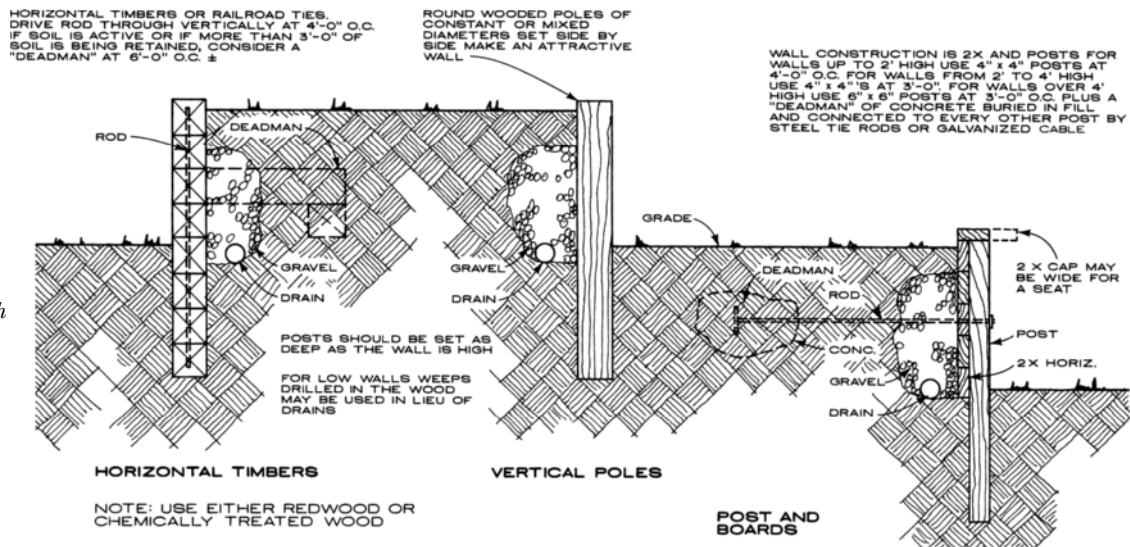 HORIZONTAL TIMBERS OR RAILROAD TIES.
DRIVE ROD THROUGH VERTICALLY AT 4'-0" O.C.
IF SOIL IS ACTIVE OR IF MORE THAN 3'-0" OF
SOIL IS BEING RETAINED, CONSIDER A
"DEADMAN" AT 6'-0" O.C. ±
ROUND WOODED POLES OF
CONSTANT OR MIXED
DIAMETERS SET SIDE BY
SIDE MAKE AN ATTRACTIVE
WALL
WALL CONSTRUCTION IS 2X AND POSTS FOR
WALLS UP TO 2' HIGH USE 4" x 4" POSTS AT
4'-0" O.C. FOR WALLS FROM 2' TO 4' HIGH
USE 4" x 4"'S AT 3'-0". FOR WALLS OVER 4'
HIGH USE 6" x 6" POSTS AT 3'-0" O.C. PLUS A
"DEADMAN" OF CONCRETE BURIED IN FILL
AND CONNECTED TO EVERY OTHER POST BY
STEEL TIE RODS OR GALVANIZED CABLE
ROD
DEADMAN
GRAVEL
DRAIN
GRAVEL
DRAIN
GRADE
DEADMAN
ROD
CONC.
GRAVEL
DRAIN
2 X CAP MAY
BE WIDE FOR
A SEAT
POST
2X HORIZ.
h
POSTS SHOULD BE SET AS
DEEP AS THE WALL IS HIGH
FOR LOW WALLS WEEPS
DRILLED IN THE WOOD
MAY BE USED IN LIEU OF
DRAINS
HORIZONTAL TIMBERS
VERTICAL POLES
POST AND
BOARDS
NOTE: USE EITHER REDWOOD OR
CHEMICALLY TREATED WOOD